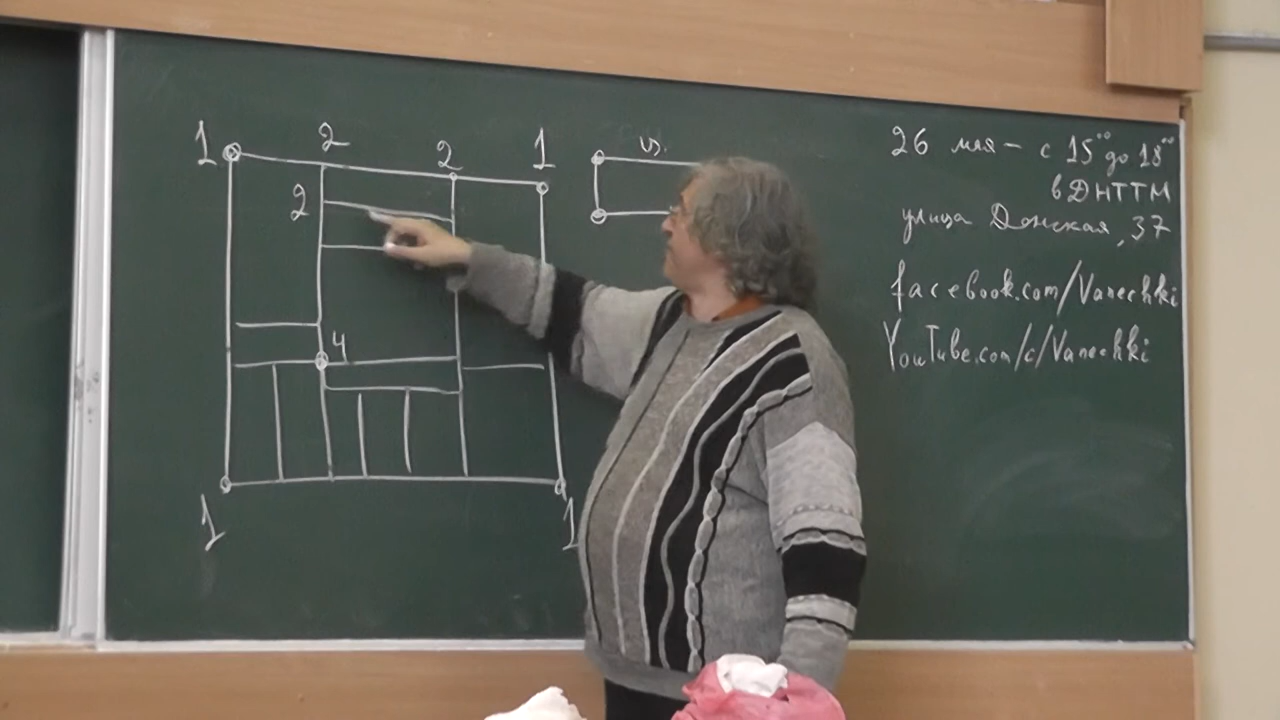 1 2 2 1
2
4
1 1
26 мая - с 15⁰⁰ до 18⁰⁰
в ДНТТМ
улица Донская, 37
facebook.com/Vanechki
YouTube.com/c/Vanechki